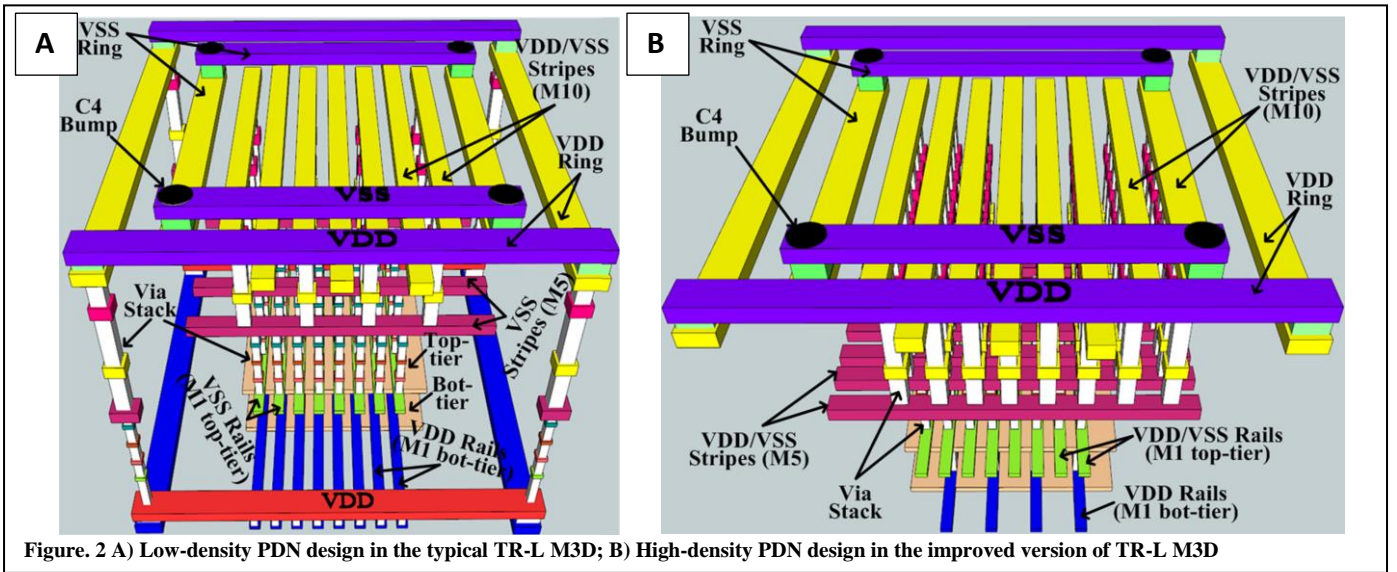 A
VSS
Ring
C4
Bump
VDD/VSS
Stripes
(M10)
VDD
Ring
VSS
VDD
Via
Stack
VSS
Stripes (M5)
Top-
tier
Bot-
tier
VSS Rails
(M1 top-tier)
VDD Rails
(M1 bot-tier)
VDD
B
VSS
Ring
C4
Bump
VDD/VSS
Stripes
(M10)
VDD
Ring
VSS
VDD
VDD/VSS
Stripes (M5)
Via
Stack
VDD/VSS Rails
(M1 top-tier)
VDD Rails
(M1 bot-tier)
Figure. 2 A) Low-density PDN design in the typical TR-L M3D; B) High-density PDN design in the improved version of TR-L M3D